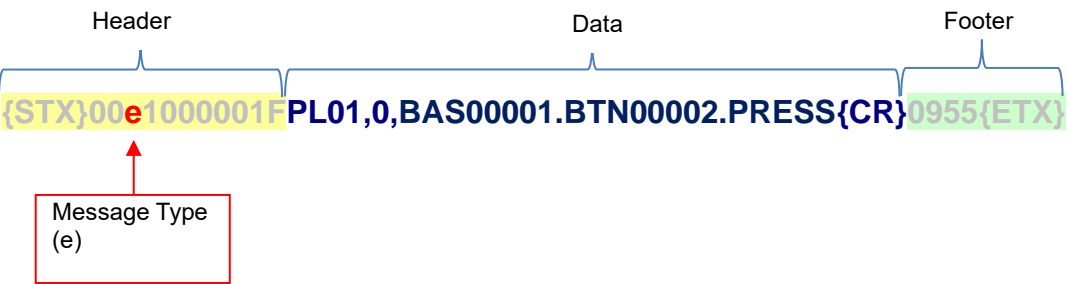 Header
Data
Footer
{STX}00e1000001FPL01,0,BAS00001.BTN00002.PRESS{CR}0955{ETX}
Message Type
(e)